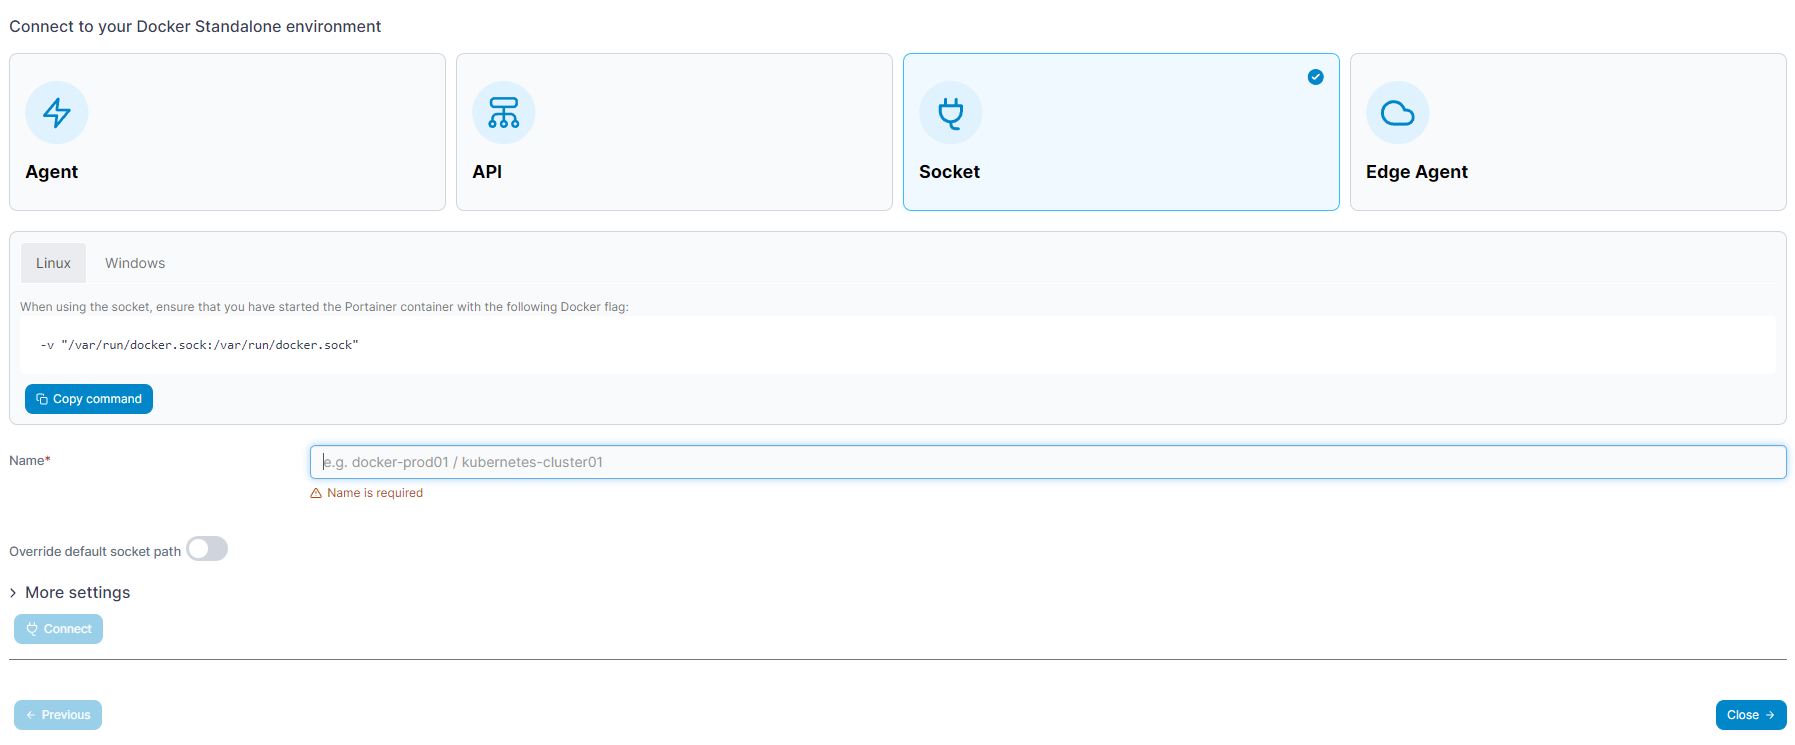 Connect to your Docker Standalone environment
Agent
API
Socket
Edge Agent
Linux
Windows
When using the socket, ensure that you have started the Portainer container with the following Docker flag:
-v "/var/run/docker.sock:/var/run/docker.sock"
Copy command
Name*
e.g. docker-prod01 / kubernetes-cluster01
Name is required
Override default socket path
More settings
Connect
Previous
Close